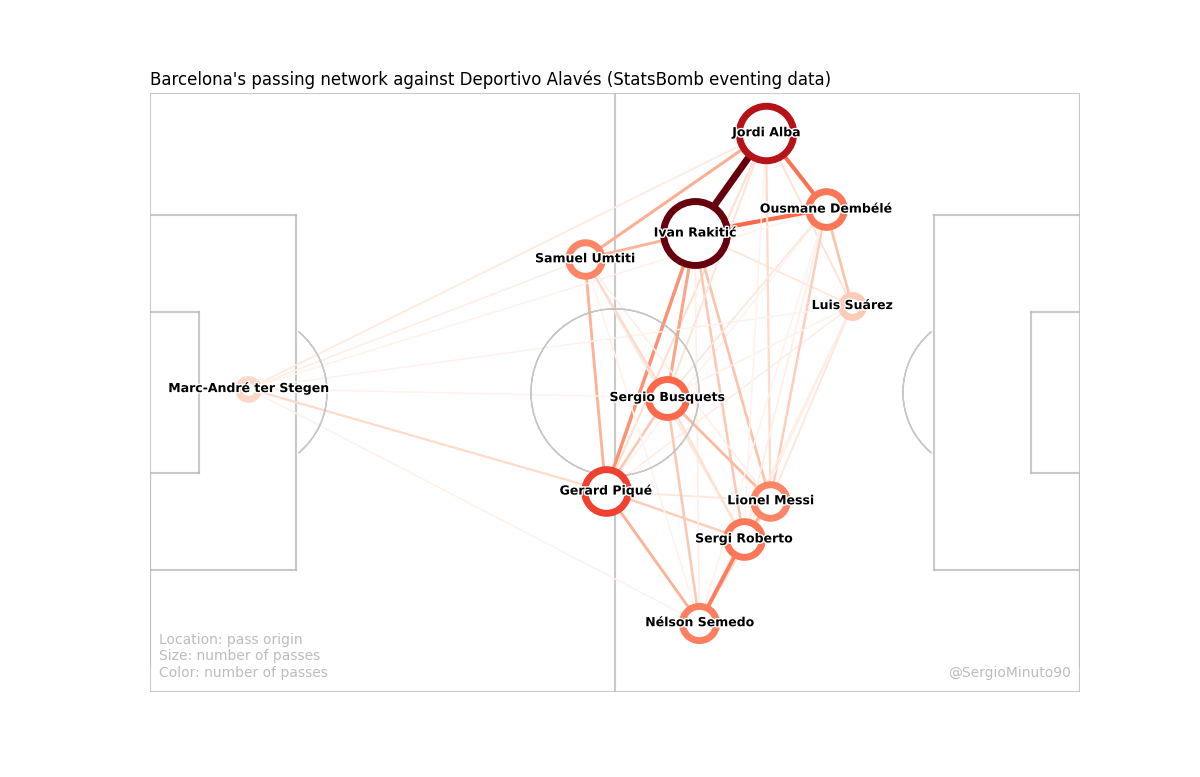 Barcelona's passing network against Deportivo Alavés (StatsBomb eventing data)
Jordi Alba
Ousmane Dembélé
Ivan Rakitić
Samuel Umtiti
Luis Suárez
Marc-André ter Stegen
Sergio Busquets
Gerard Piqué
Lionel Messi
Sergi Roberto
Nélson Semedo
Location: pass origin
Size: number of passes
Color: number of passes
@SergioMinuto90